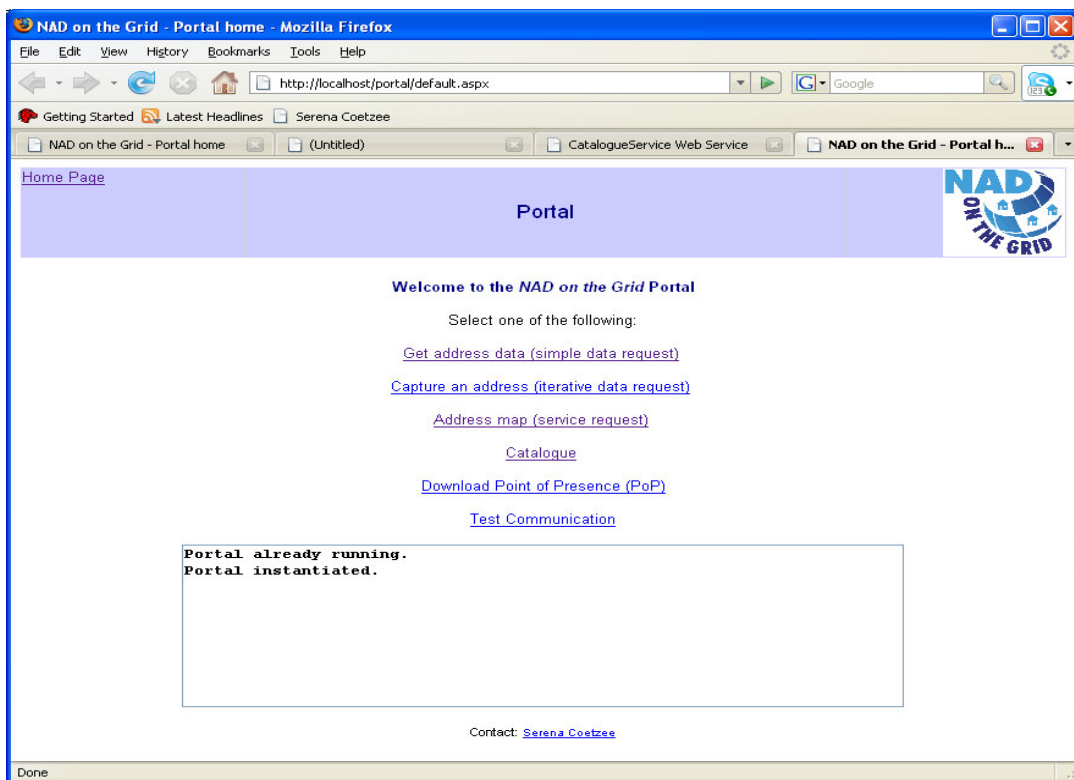 NAD on the Grid - Portal home - Mozilla Firefox
File Edit View History Bookmarks Tools Help
http://localhost/portal/default.aspx
G Google
Getting Started Latest Headlines Serena Coetzee
NAD on the Grid - Portal home (Untitled) CatalogueService Web Service NAD on the Grid - Portal h...
Home Page
Portal
NAD
ON THE GRID
Welcome to the NAD on the Grid Portal
Select one of the following:
Get address data (simple data request)
Capture an address (iterative data request)
Address map (service request)
Catalogue
Download Point of Presence (PoP)
Test Communication
Portal already running.
Portal instantiated.
Contact: Serena Coetzee
Done